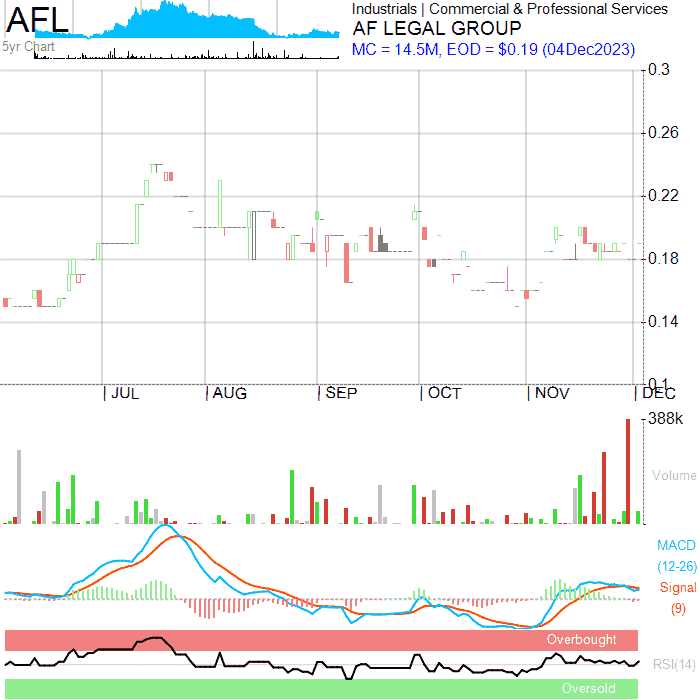 AFL
5yr Chart
Industrials | Commercial & Professional Services
AF LEGAL GROUP
MC = 14.5M, EOD = $0.19 (04Dec2023)
0.3
0.26
0.22
0.18
0.14
0.1
JUL AUG SEP OCT NOV DEC
388k
Volume
MACD
(12-26)
Signal
(9)
Overbought
RSI(14)
Oversold